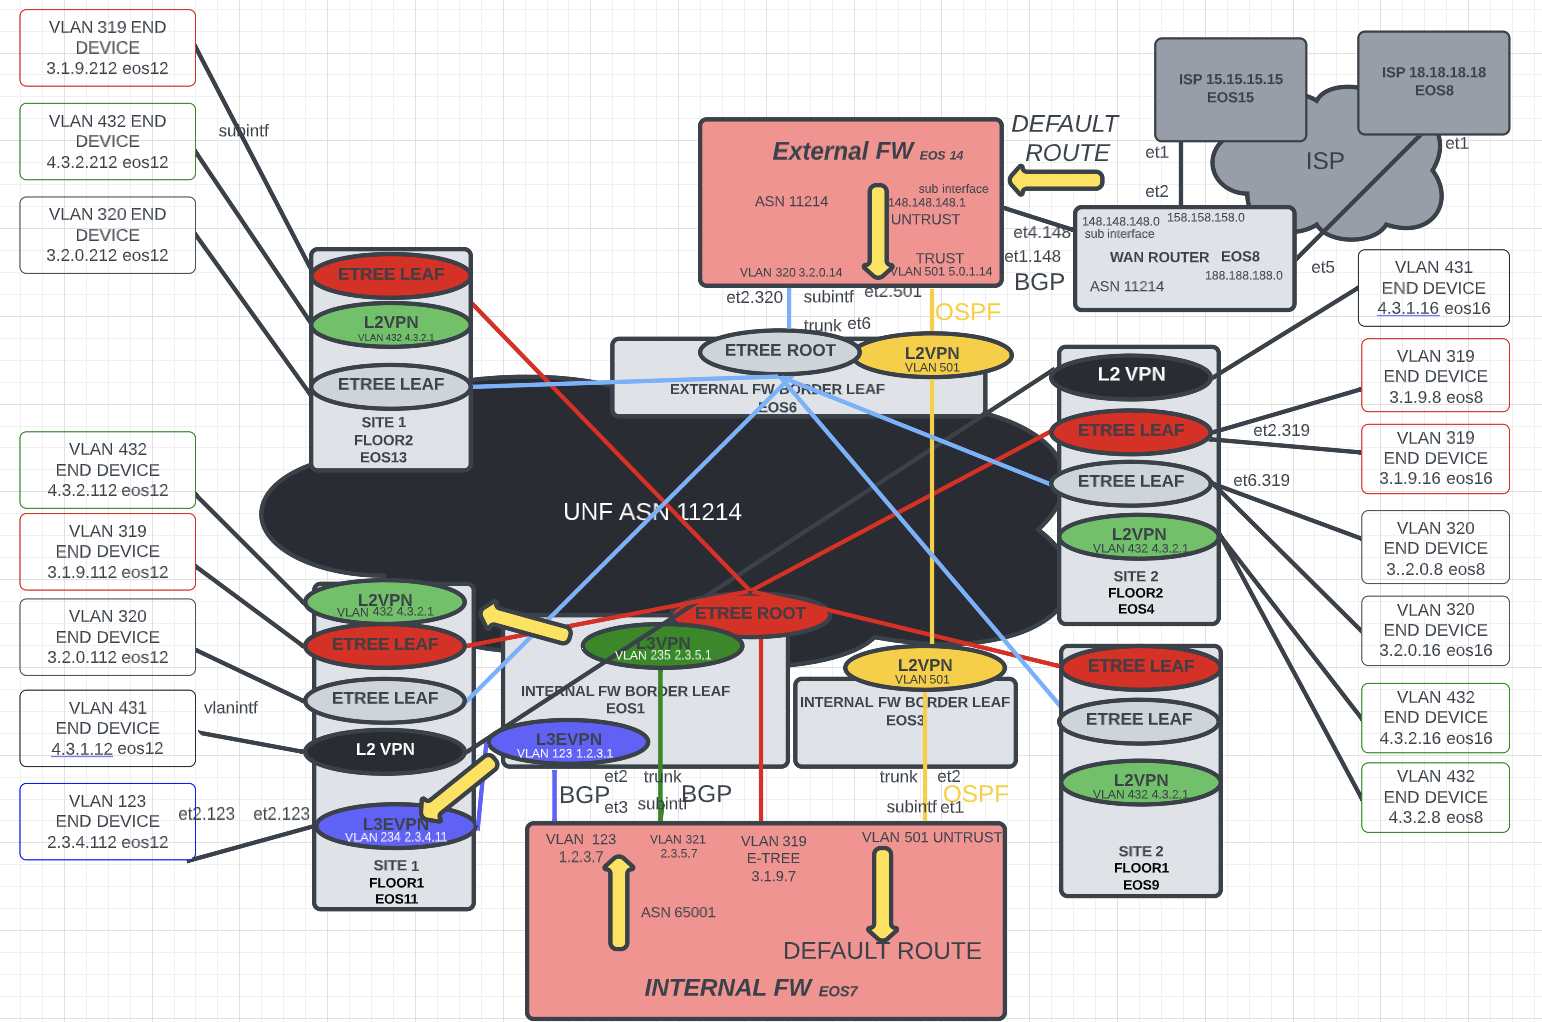 VLAN 319 END
DEVICE
3.1.9.212 eos12
VLAN 432 END
DEVICE
4.3.2.212 eos12
VLAN 320 END
DEVICE
3.2.0.212 eos12
subintf
ETREE LEAF
L2VPN
VLAN 432 4.3.2.1
ETREE LEAF
SITE 1
FLOOR2
EOS13
External FW EOS 14
ASN 11214
sub interface
148.148.148.1
UNTRUST
TRUST
VLAN 320 3.2.0.14
VLAN 501 5.0.1.14
DEFAULT
ROUTE
ISP 15.15.15.15
EOS15
ISP 18.18.18.18
EOS8
ISP
et1
et1
et2
148.148.148.0
158.158.158.0
sub interface
WAN ROUTER EOS8
188.188.188.0
ASN 11214
et4.148
et1.148
BGP
et5
et2.320
subintf
et2.501
OSPF
trunk
et6
ETREE ROOT
L2VPN
VLAN 501
EXTERNAL FW BORDER LEAF
EOS6
UNF ASN 11214
VLAN 431
END DEVICE
4.3.1.16 eos16
VLAN 319
END DEVICE
3.1.9.8 eos8
VLAN 319
END DEVICE
3.1.9.16 eos16
VLAN 320
END DEVICE
3..2.0.8 eos8
VLAN 320
END DEVICE
3.2.0.16 eos16
VLAN 432
END DEVICE
4.3.2.16 eos16
VLAN 432
END DEVICE
4.3.2.8 eos8
et2.319
et6.319
L2 VPN
ETREE LEAF
ETREE LEAF
L2VPN
VLAN 432 4.3.2.1
SITE 2
FLOOR2
EOS4
ETREE LEAF
ETREE LEAF
L2VPN
VLAN 432 4.3.2.1
SITE 2
FLOOR1
EOS9
VLAN 432
END DEVICE
4.3.2.112 eos12
VLAN 319
END DEVICE
3.1.9.112 eos12
VLAN 320
END DEVICE
3.2.0.112 eos12
VLAN 431
END DEVICE
4.3.1.12 eos12
VLAN 123
END DEVICE
2.3.4.112 eos12
vlanintf
et2.123
et2.123
L2VPN
VLAN 432 4.3.2.1
ETREE LEAF
ETREE LEAF
L2 VPN
L3EVPN
VLAN 234 2.3.4.11
SITE 1
FLOOR1
EOS11
ETREE ROOT
L3VPN
VLAN 235 2.3.5.1
INTERNAL FW BORDER LEAF
EOS1
L3EVPN
VLAN 123 1.2.3.1
L2VPN
VLAN 501
INTERNAL FW BORDER LEAF
EOS3
et2
trunk
BGP
et3
subintf
BGP
trunk
et2
OSPF
subintf
et1
VLAN 123
1.2.3.7
VLAN 321
2.3.5.7
VLAN 319
E-TREE
3.1.9.7
VLAN 501 UNTRUST
ASN 65001
DEFAULT ROUTE
INTERNAL FW EOS7